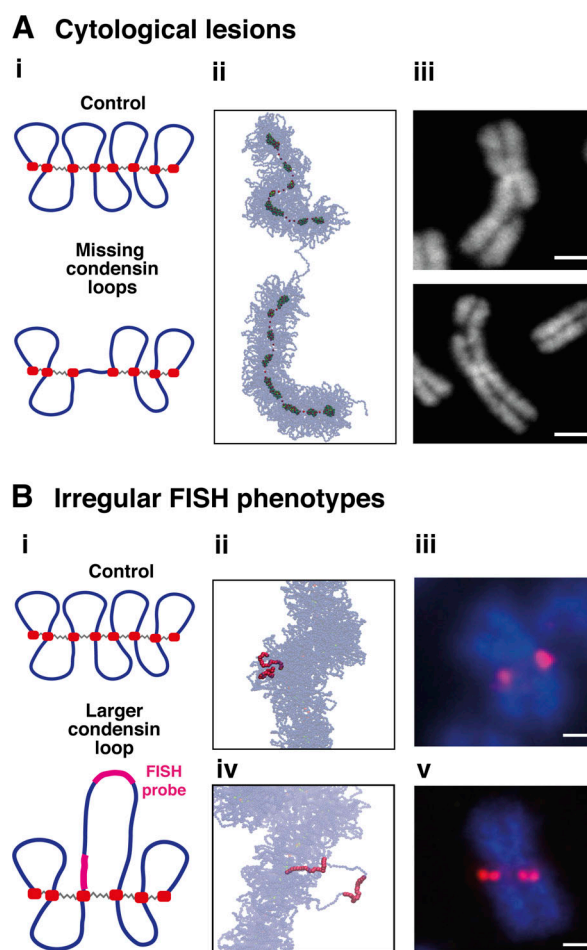 A Cytological lesions
i
ii
iii
Control
Missing
condensin
loops
B Irregular FISH phenotypes
i
ii
iii
Control
Larger
condensin
loop
FISH
probe
iv
v